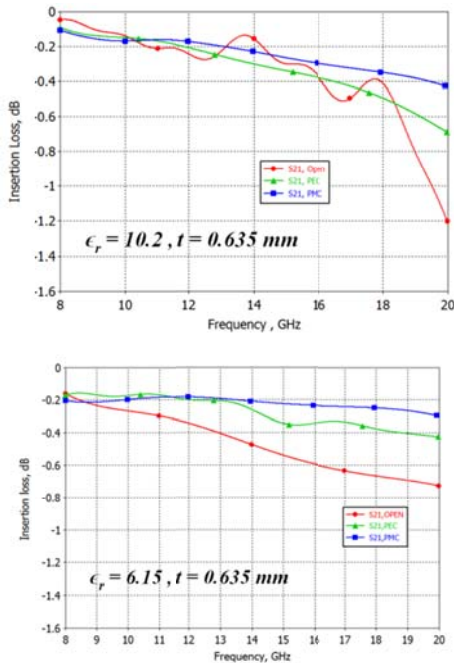 0
-0.2
-0.4
-0.6
-0.8
-1
-1.2
-1.4
-1.6
Insertion Loss, dB
S21, Open
S21, PEC
S21, PMC
ϵr = 10.2 , t = 0.635 mm
8 10 12 14 16 18 20
Frequency , GHz
0
-0.2
-0.4
-0.6
-0.8
-1
-1.2
-1.4
-1.6
Insertion loss, dB
S21,OPEN
S21,PEC
S21,PMC
ϵr = 6.15 , t = 0.635 mm
8 9 10 11 12 13 14 15 16 17 18 19 20
Frequency, GHz